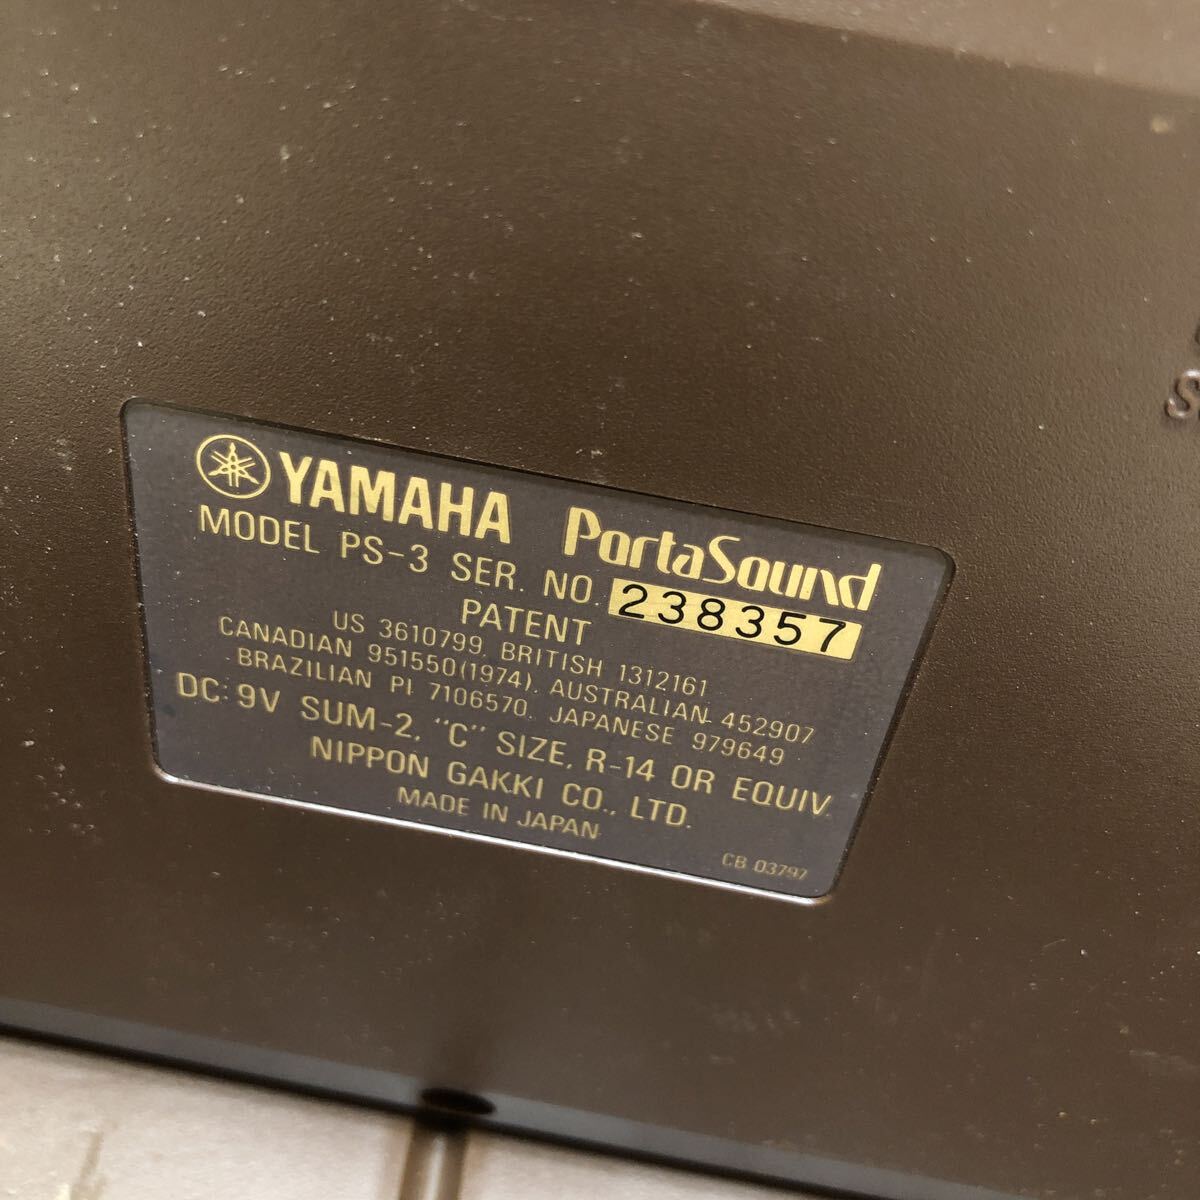 YAMAHA PortaSound
MODEL PS-3 SER. NO. 238357
PATENT
US 3610799, BRITISH 1312161
CANADIAN 951550(1974), AUSTRALIAN 452907
BRAZILIAN PI 7106570, JAPANESE 979649
DC: 9V SUM-2, "C" SIZE, R-14 OR EQUIV.
NIPPON GAKKI CO., LTD.
MADE IN JAPAN
CB 03797